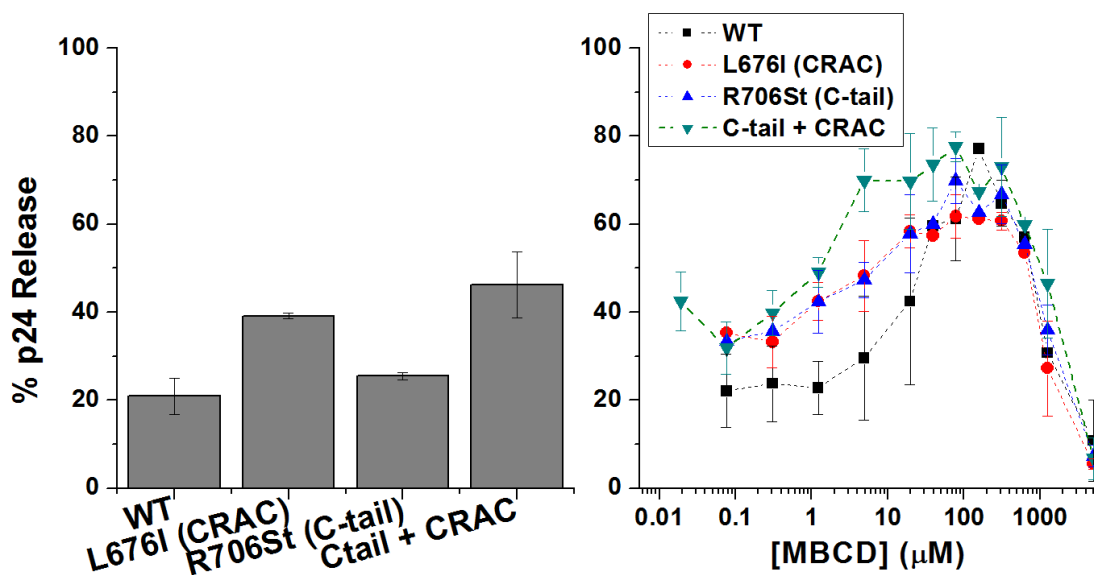 % p24 Release
100
80
60
40
20
0
WT
L676I (CRAC)
R706St (C-tail)
Ctail + CRAC
WT
L676I (CRAC)
R706St (C-tail)
C-tail + CRAC
100
80
60
40
20
0
0.01 0.1 1 10 100 1000
[MBCD] (μM)